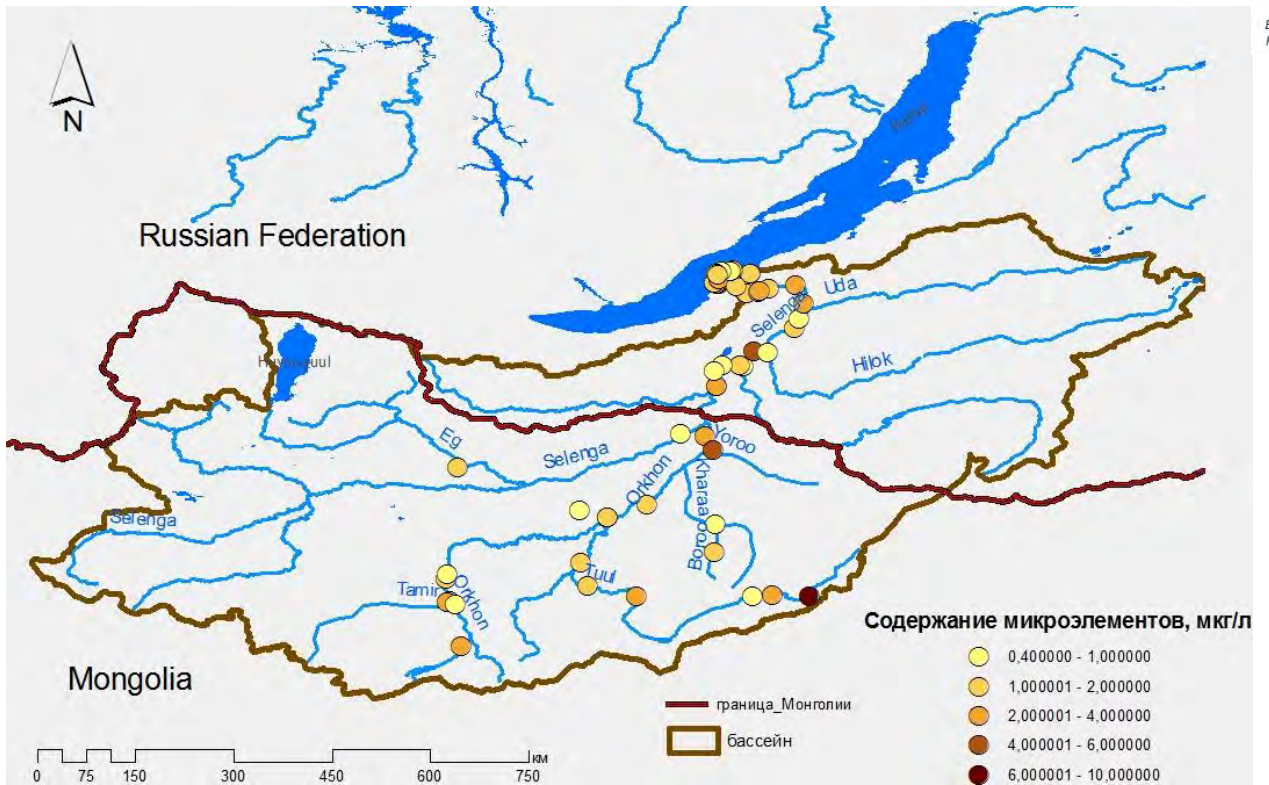 N
Russian Federation
Baikal
Uda
Selenga
Hilok
Huvsgurul
Eg
Selenga
Yoroo
Orkhon
Kharaa
Boroo
Selenga
Tuul
Tamir
Orkhon
Mongolia
Содержание микроэлементов, мкг/л
0,400000 - 1,000000
1,000001 - 2,000000
2,000001 - 4,000000
4,000001 - 6,000000
6,000001 - 10,000000
граница_Монголии
бассейн
км
0 75 150 300 450 600 750